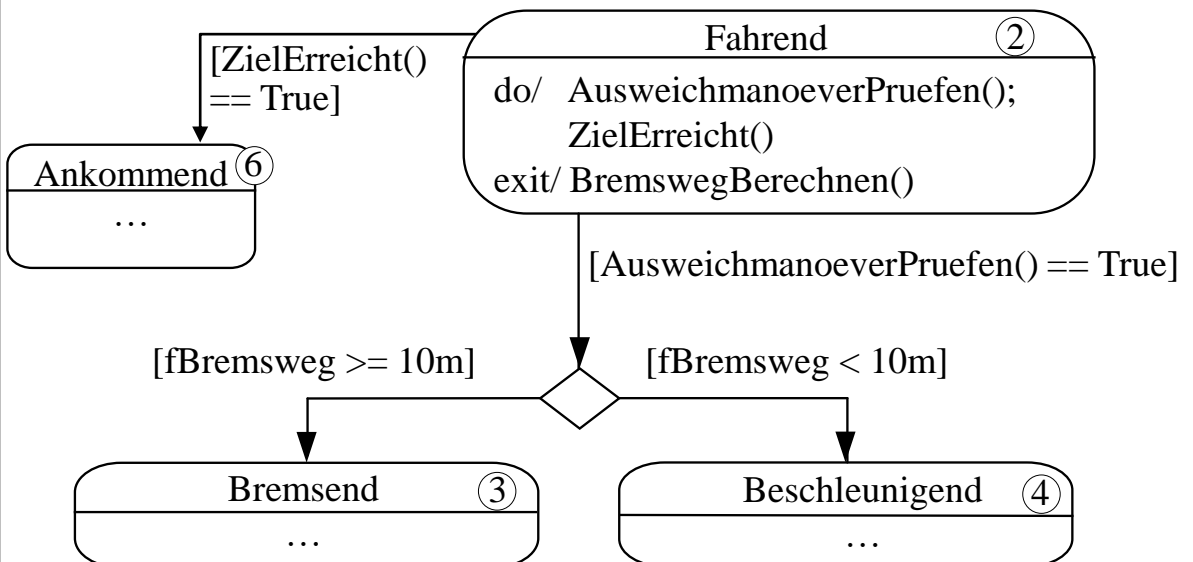 Fahrend ②
[ZielErreicht()
== True]
do/ AusweichmanoeverPruefen();
ZielErreicht()
exit/ BremswegBerechnen()
Ankommend ⑥
…
[AusweichmanoeverPruefen() == True]
[fBremsweg >= 10m] [fBremsweg < 10m]
Bremsend ③
…
Beschleunigend ④
…